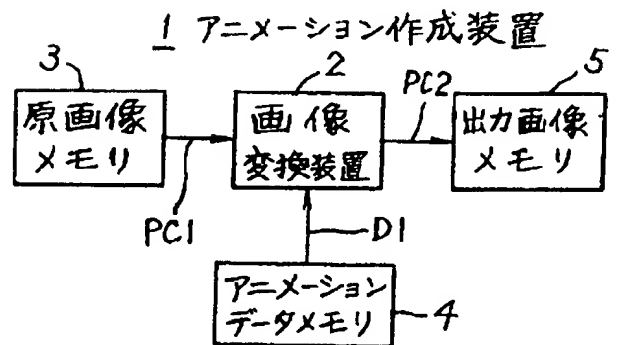 1 アニメーション作成装置
3
2
PC2
5
原画像
メモリ
画像
変換装置
出力画像
メモリ
PC1
D1
アニメーション
データメモリ
4